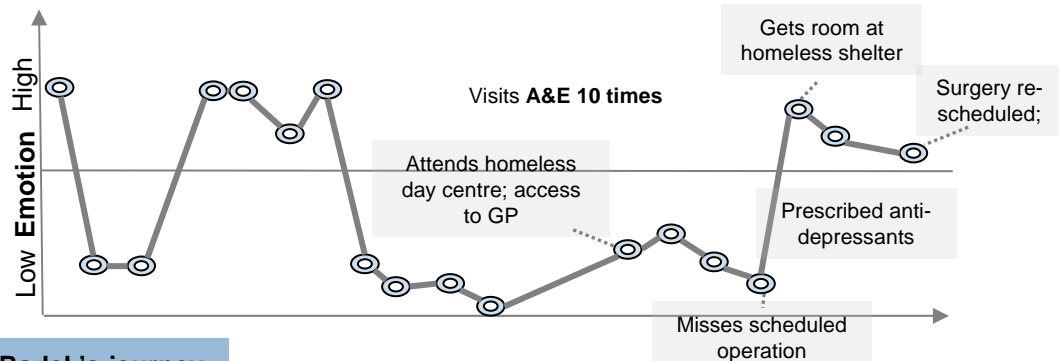 Gets room at
homeless shelter
Visits A&E 10 times
Surgery re-
scheduled;
Attends homeless
day centre; access
to GP
Prescribed anti-
depressants
Low Emotion High
Misses scheduled
operation
journey